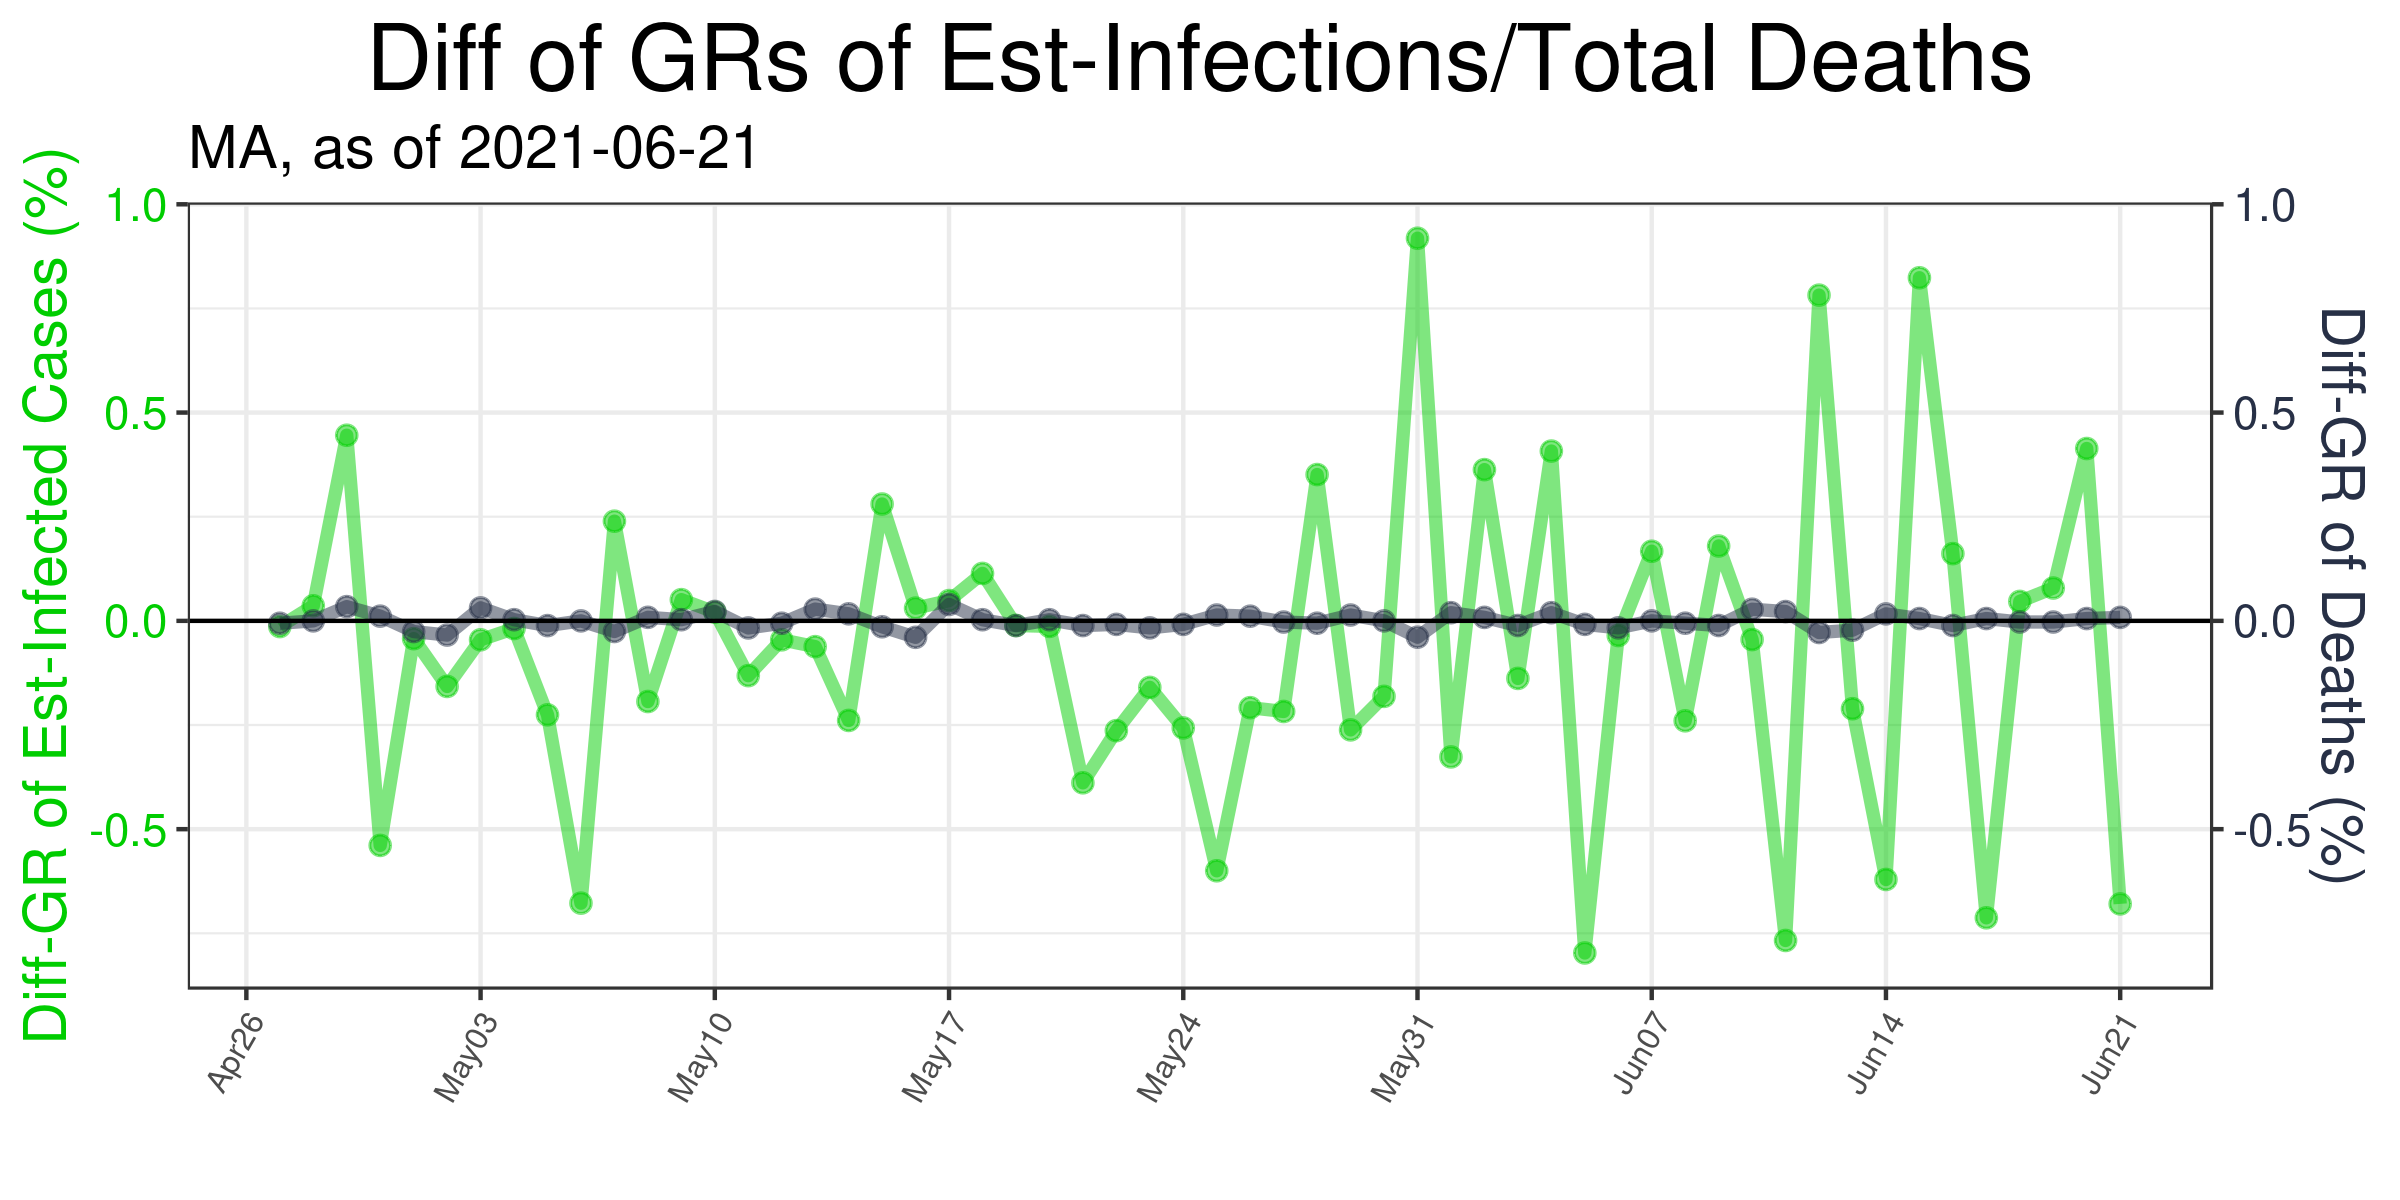 Diff of GRs of Est-Infections/Total Deaths
MA, as of 2021-06-21
Diff-GR of Est-Infected Cases (%)
1.0
0.5
0.0
-0.5
1.0
0.5
0.0
-0.5
Diff-GR of Deaths (%)
Apr26
May03
May10
May17
May24
May31
Jun07
Jun14
Jun21